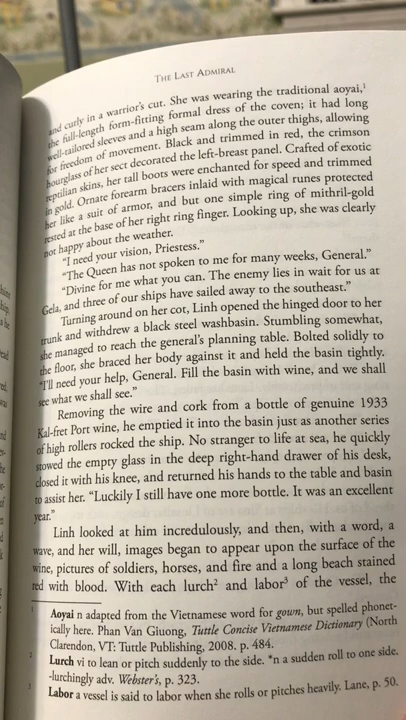 The Last Admiral
and curly in a warrior's cut. She was wearing the traditional aoyai,¹
the full-length form-fitting formal dress of the coven; it had long
well-tailored sleeves and a high seam along the outer thighs, allowing
for freedom of movement. Black and trimmed in red, the crimson
hourglass of her sect decorated the left-breast panel. Crafted of exotic
reptilian skins, her tall boots were enchanted for speed and trimmed
in gold. Ornate forearm bracers inlaid with magical runes protected
her like a suit of armor, and but one simple ring of mithril-gold
rested at the base of her right ring finger. Looking up, she was clearly
not happy about the weather.
"I need your vision, Priestess."
"The Queen has not spoken to me for many weeks, General."
"Divine for me what you can. The enemy lies in wait for us at
Gela, and three of our ships have sailed away to the southeast."
Turning around on her cot, Linh opened the hinged door to her
trunk and withdrew a black steel washbasin. Stumbling somewhat,
she managed to reach the general's planning table. Bolted solidly to
the floor, she braced her body against it and held the basin tightly.
"I'll need your help, General. Fill the basin with wine, and we shall
see what we shall see."
Removing the wire and cork from a bottle of genuine 1933
Kal-fret Port wine, he emptied it into the basin just as another series
of high rollers rocked the ship. No stranger to life at sea, he quickly
stowed the empty glass in the deep right-hand drawer of his desk,
closed it with his knee, and returned his hands to the table and basin
to assist her. "Luckily I still have one more bottle. It was an excellent
year."
Linh looked at him incredulously, and then, with a word, a
wave, and her will, images began to appear upon the surface of the
wine, pictures of soldiers, horses, and fire and a long beach stained
red with blood. With each lurch² and labor³ of the vessel, the
1 Aoyai n adapted from the Vietnamese word for gown, but spelled phonet-
ically here. Phan Van Giuong, Tuttle Concise Vietnamese Dictionary (North
Clarendon, VT: Tuttle Publishing, 2008. p. 484.
2 Lurch vi to lean or pitch suddenly to the side. *n a sudden roll to one side.
-lurchingly adv. Webster's, p. 323.
3 Labor a vessel is said to labor when she rolls or pitches heavily. Lane, p. 50.